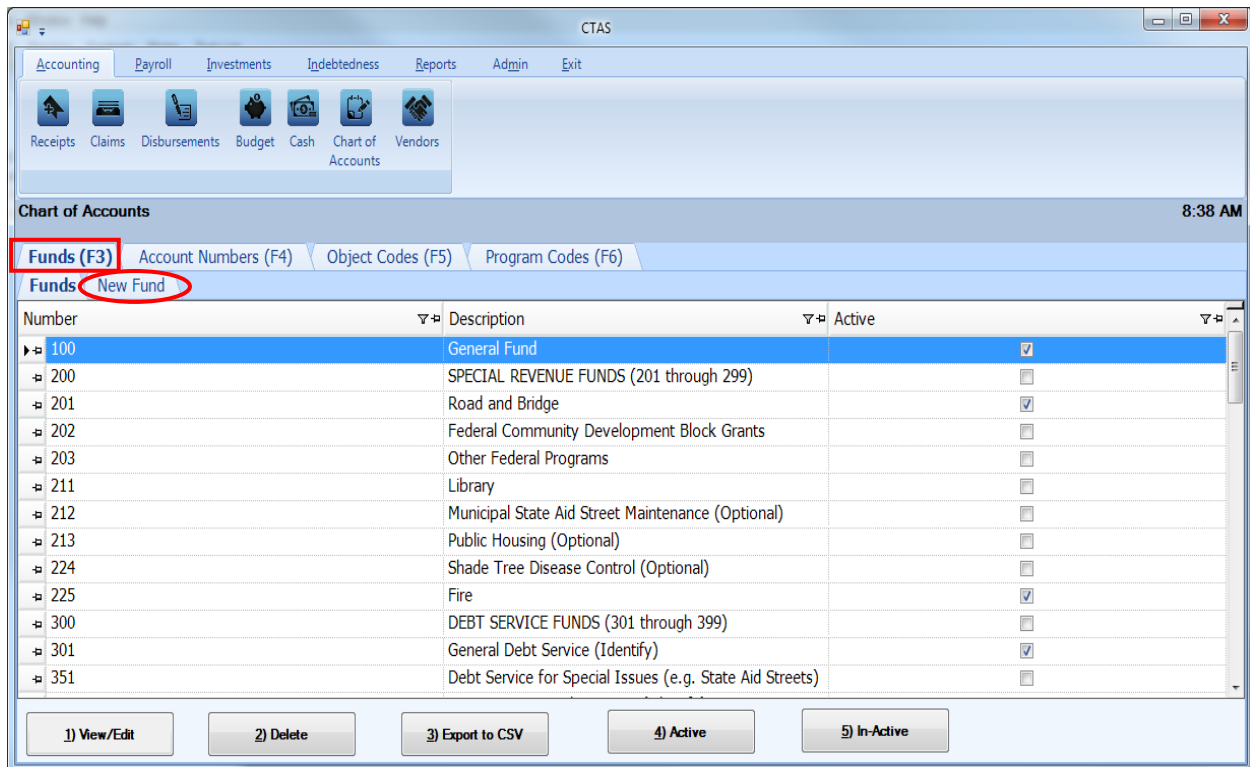 CTAS
Accounting Payroll Investments Indebtedness Reports Admin Exit
Receipts Claims Disbursements Budget Cash Chart of Accounts Vendors
Chart of Accounts 8:38 AM
Funds (F3) Account Numbers (F4) Object Codes (F5) Program Codes (F6)
Funds New Fund
Number Description Active
100 General Fund
200 SPECIAL REVENUE FUNDS (201 through 299)
201 Road and Bridge
202 Federal Community Development Block Grants
203 Other Federal Programs
211 Library
212 Municipal State Aid Street Maintenance (Optional)
213 Public Housing (Optional)
224 Shade Tree Disease Control (Optional)
225 Fire
300 DEBT SERVICE FUNDS (301 through 399)
301 General Debt Service (Identify)
351 Debt Service for Special Issues (e.g. State Aid Streets)
1) View/Edit 2) Delete 3) Export to CSV 4) Active 5) In-Active